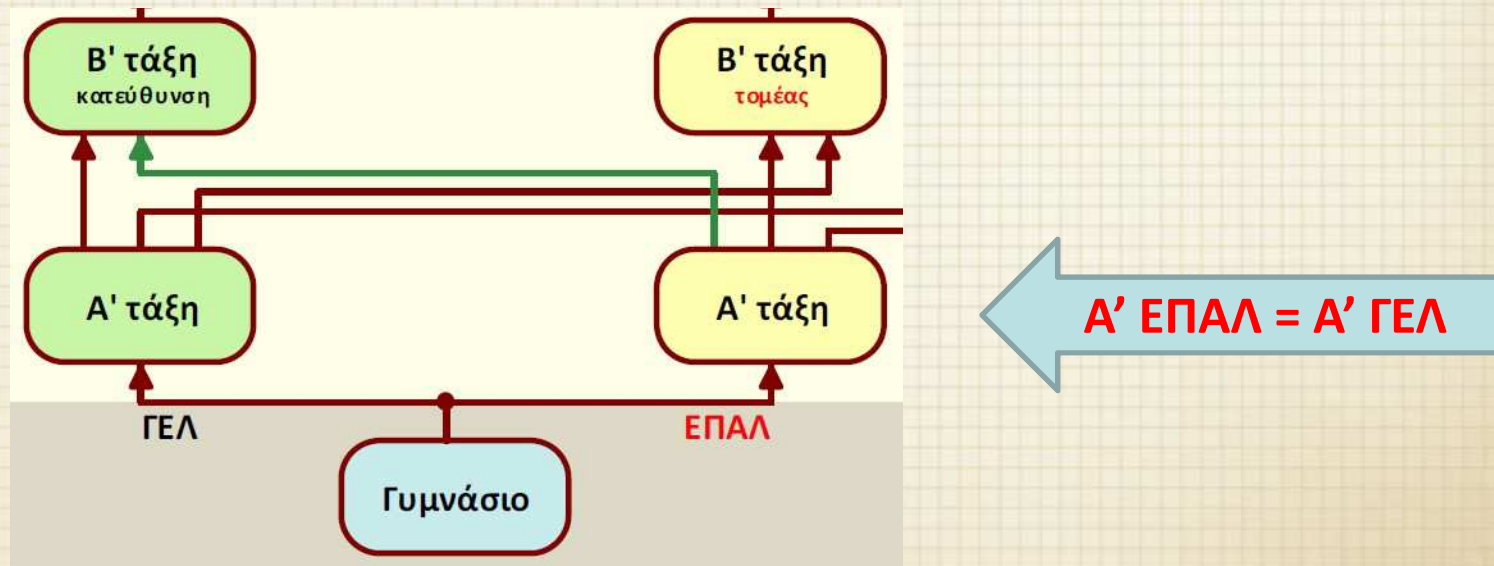 Β' τάξη
κατεύθυνση
Β' τάξη
τομέας
Α' τάξη
Α' τάξη
Α’ ΕΠΑΛ = Α’ ΓΕΛ
ΓΕΛ
ΕΠΑΛ
Γυμνάσιο